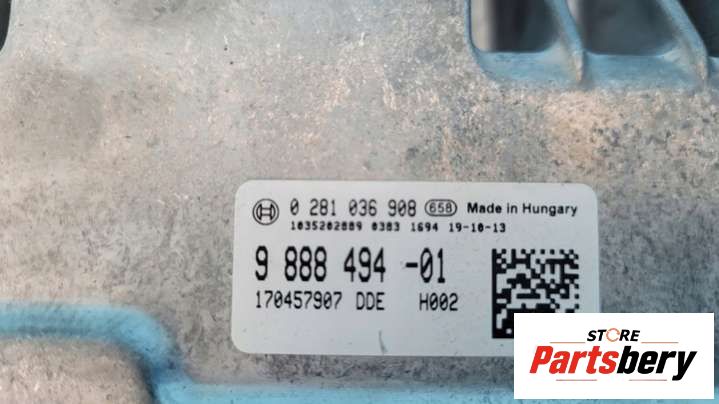 0 281 036 908 658 Made in Hungary
1035202889 0383 1694 19-10-13
9 888 494 -01
170457907 DDE H002
STORE
Partsbery